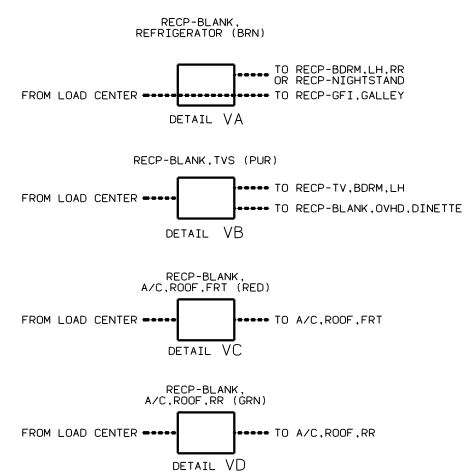 RECP-BLANK,
REFRIGERATOR (BRN)
TO RECP-BDRM,LH,RR
OR RECP-NIGHTSTAND
FROM LOAD CENTER
TO RECP-GFI,GALLEY
DETAIL VA
RECP-BLANK,TVS (PUR)
TO RECP-TV,BDRM,LH
FROM LOAD CENTER
TO RECP-BLANK,OVHD,DINETTE
DETAIL VB
RECP-BLANK,
A/C,ROOF,FRT (RED)
FROM LOAD CENTER
TO A/C,ROOF,FRT
DETAIL VC
RECP-BLANK,
A/C,ROOF,RR (GRN)
FROM LOAD CENTER
TO A/C,ROOF,RR
DETAIL VD